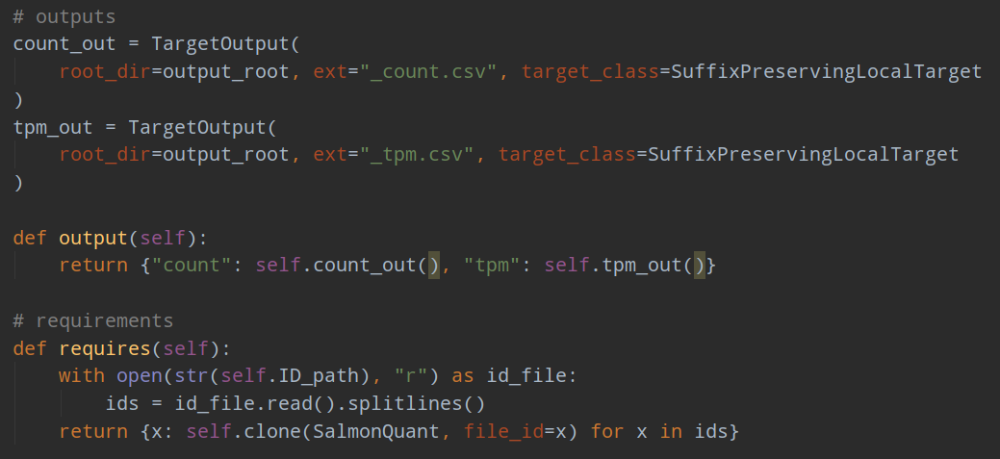 # outputs
count_out = TargetOutput(
    root_dir=output_root, ext="_count.csv", target_class=SuffixPreservingLocalTarget
)
tpm_out = TargetOutput(
    root_dir=output_root, ext="_tpm.csv", target_class=SuffixPreservingLocalTarget
)

def output(self):
    return {"count": self.count_out(), "tpm": self.tpm_out()}

# requirements
def requires(self):
    with open(str(self.ID_path), "r") as id_file:
        ids = id_file.read().splitlines()
    return {x: self.clone(SalmonQuant, file_id=x) for x in ids}